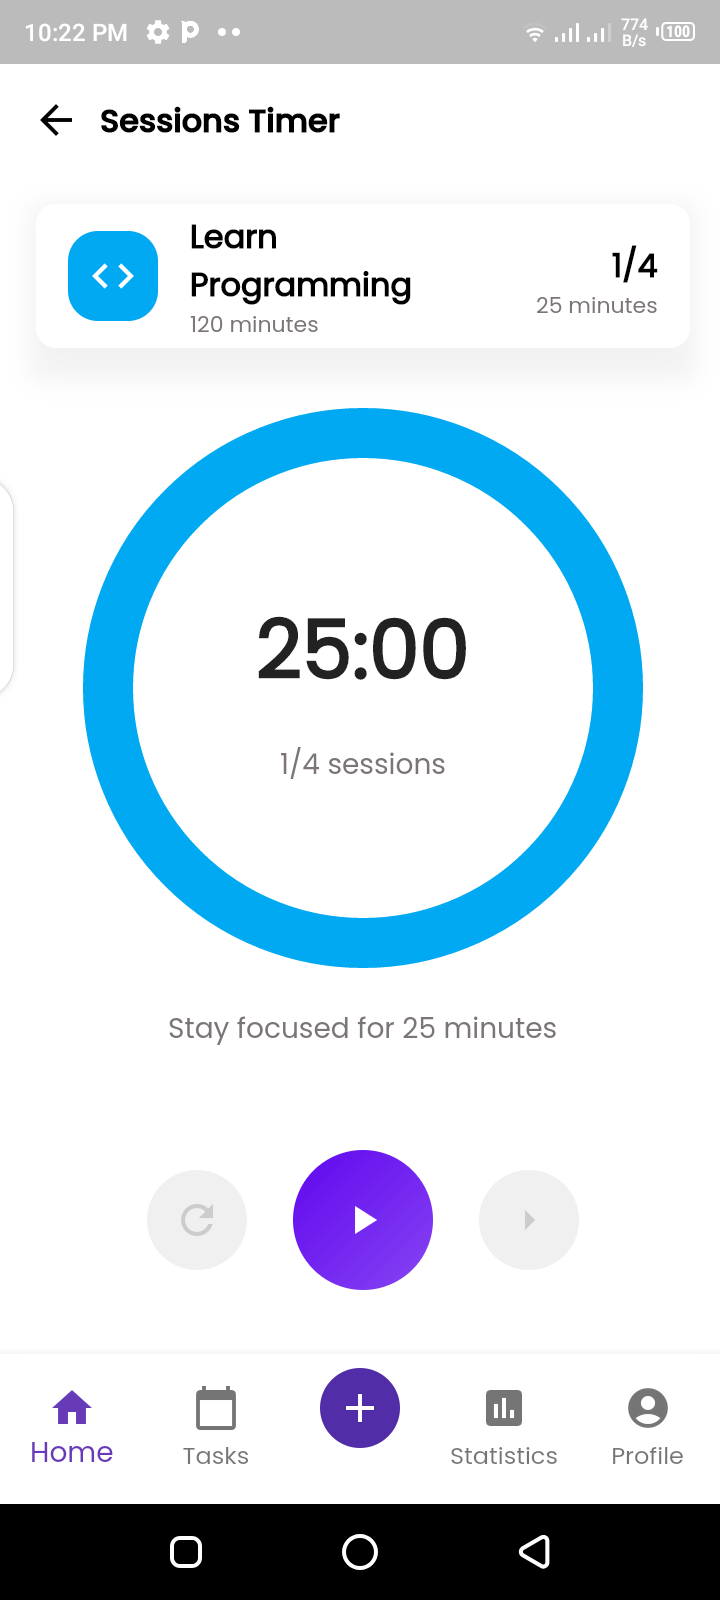 10:22 PM
774
B/s
100
Sessions Timer
Learn
Programming
120 minutes
1/4
25 minutes
25:00
1/4 sessions
Stay focused for 25 minutes
Home
Tasks
Statistics
Profile